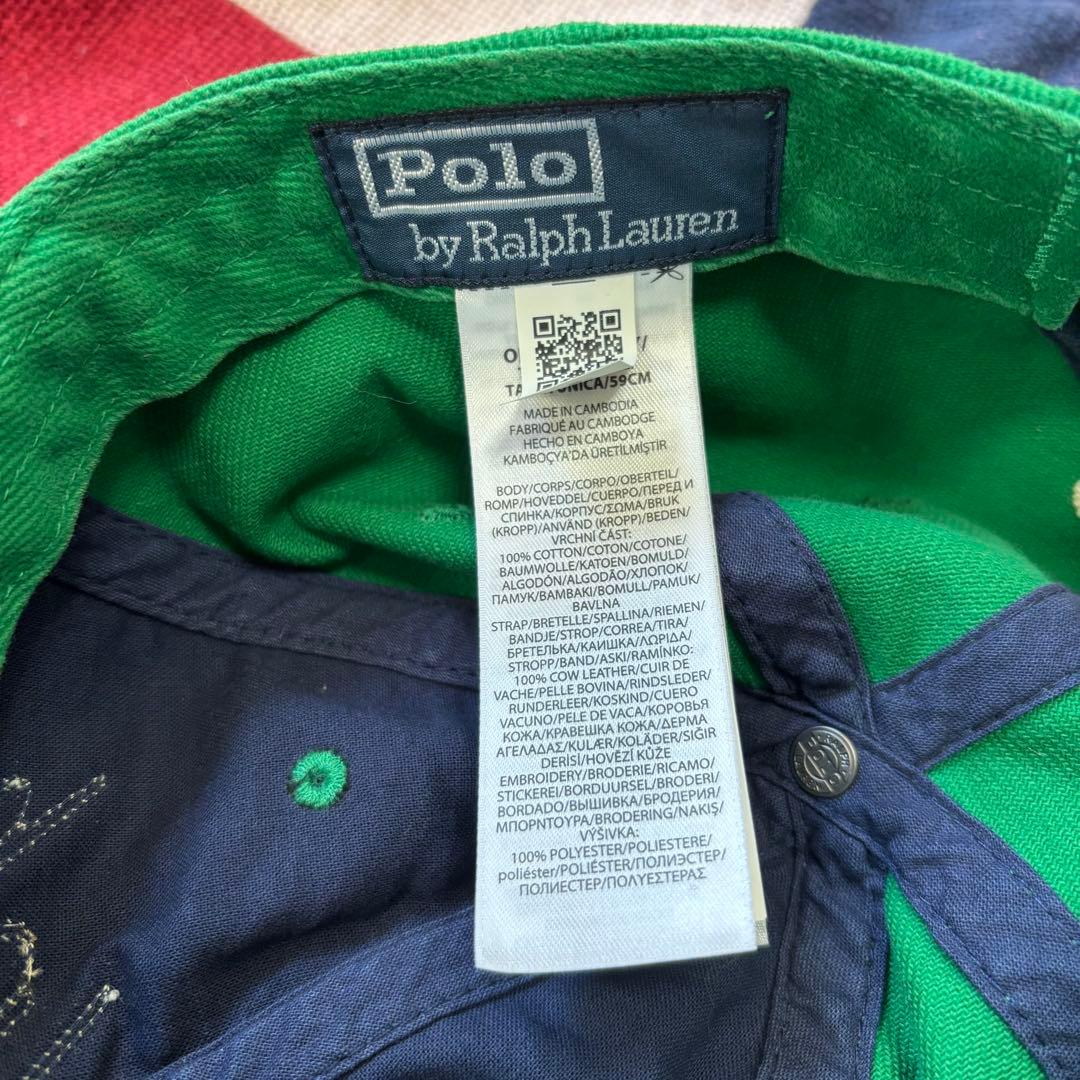 Polo
by Ralph Lauren
/59CM
MADE IN CAMBODIA
FABRIQUÉ AU CAMBODGE
HECHO EN CAMBOYA
KAMBOÇYA'DA ÜRETİLMİŞTİR
BODY/CORPS/CORPO/OBERTEIL/
ROMP/HOVEDDEL/CUERPO/ПЕРЕД И
СПИНКА/КОРПУС/ΣΩΜΑ/BRUK
(KROPP)/ANVÄND (KROPP)/BEDEN/
VRCHNÍ ČÁST:
100% COTTON/COTON/COTONE/
BAUMWOLLE/KATOEN/BOMULD/
ALGODÓN/ALGODÃO/ХЛОПОК/
ПАМУК/ΒΑΜΒΑΚΙ/BOMULL/PAMUK/
BAVLNA
STRAP/BRETELLE/SPALLINA/RIEMEN/
BANDJE/STROP/CORREA/TIRA/
БРЕТЕЛЬКА/КАИШКА/ΛΩΡΙΔΑ/
STROPP/BAND/ASKI/RAMÍNKO:
100% COW LEATHER/CUIR DE
VACHE/PELLE BOVINA/RINDSLEDER/
RUNDERLEER/KOSKIND/CUERO
VACUNO/PELE DE VACA/КОРОВЬЯ
КОЖА/КРАВЕШКА КОЖА/ΔΕΡΜΑ
ΑΓΕΛΑΔΑΣ/KULÆR/KOLÄDER/SIĞIR
DERİSİ/HOVĚZÍ KŮŽE
EMBROIDERY/BRODERIE/RICAMO/
STICKEREI/BORDUURSEL/BRODERI/
BORDADO/ВЫШИВКА/БРОДЕРИЯ/
ΜΠΟΡΝΤΟΥΡΑ/BRODERING/NAKIŞ/
VÝŠIVKA:
100% POLYESTER/POLIESTERE/
poliéster/POLIÉSTER/ПОЛИЭСТЕР/
ПОЛИЕСТЕР/ΠΟΛΥΕΣΤΕΡΑΣ